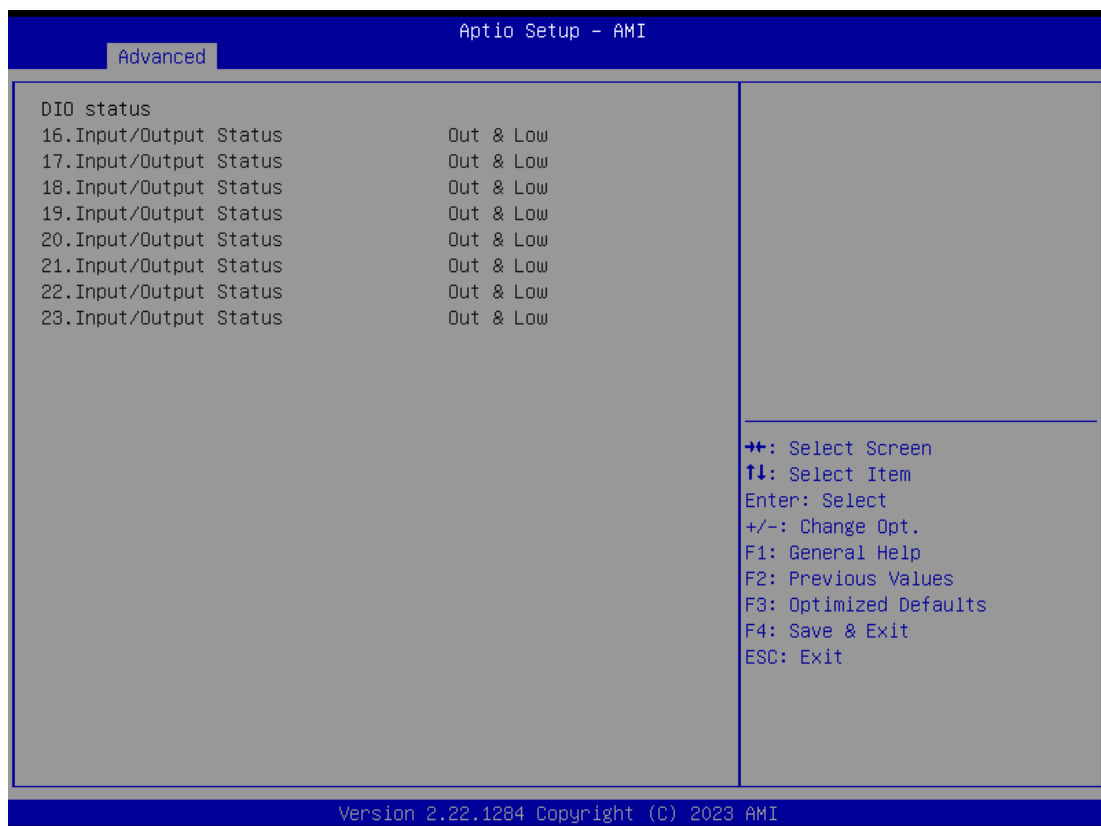 Aptio Setup – AMI
Advanced
DIO status
16.Input/Output Status Out & Low
17.Input/Output Status Out & Low
18.Input/Output Status Out & Low
19.Input/Output Status Out & Low
20.Input/Output Status Out & Low
21.Input/Output Status Out & Low
22.Input/Output Status Out & Low
23.Input/Output Status Out & Low
→←: Select Screen
↑↓: Select Item
Enter: Select
+/-: Change Opt.
F1: General Help
F2: Previous Values
F3: Optimized Defaults
F4: Save & Exit
ESC: Exit
Version 2.22.1284 Copyright (C) 2023 AMI